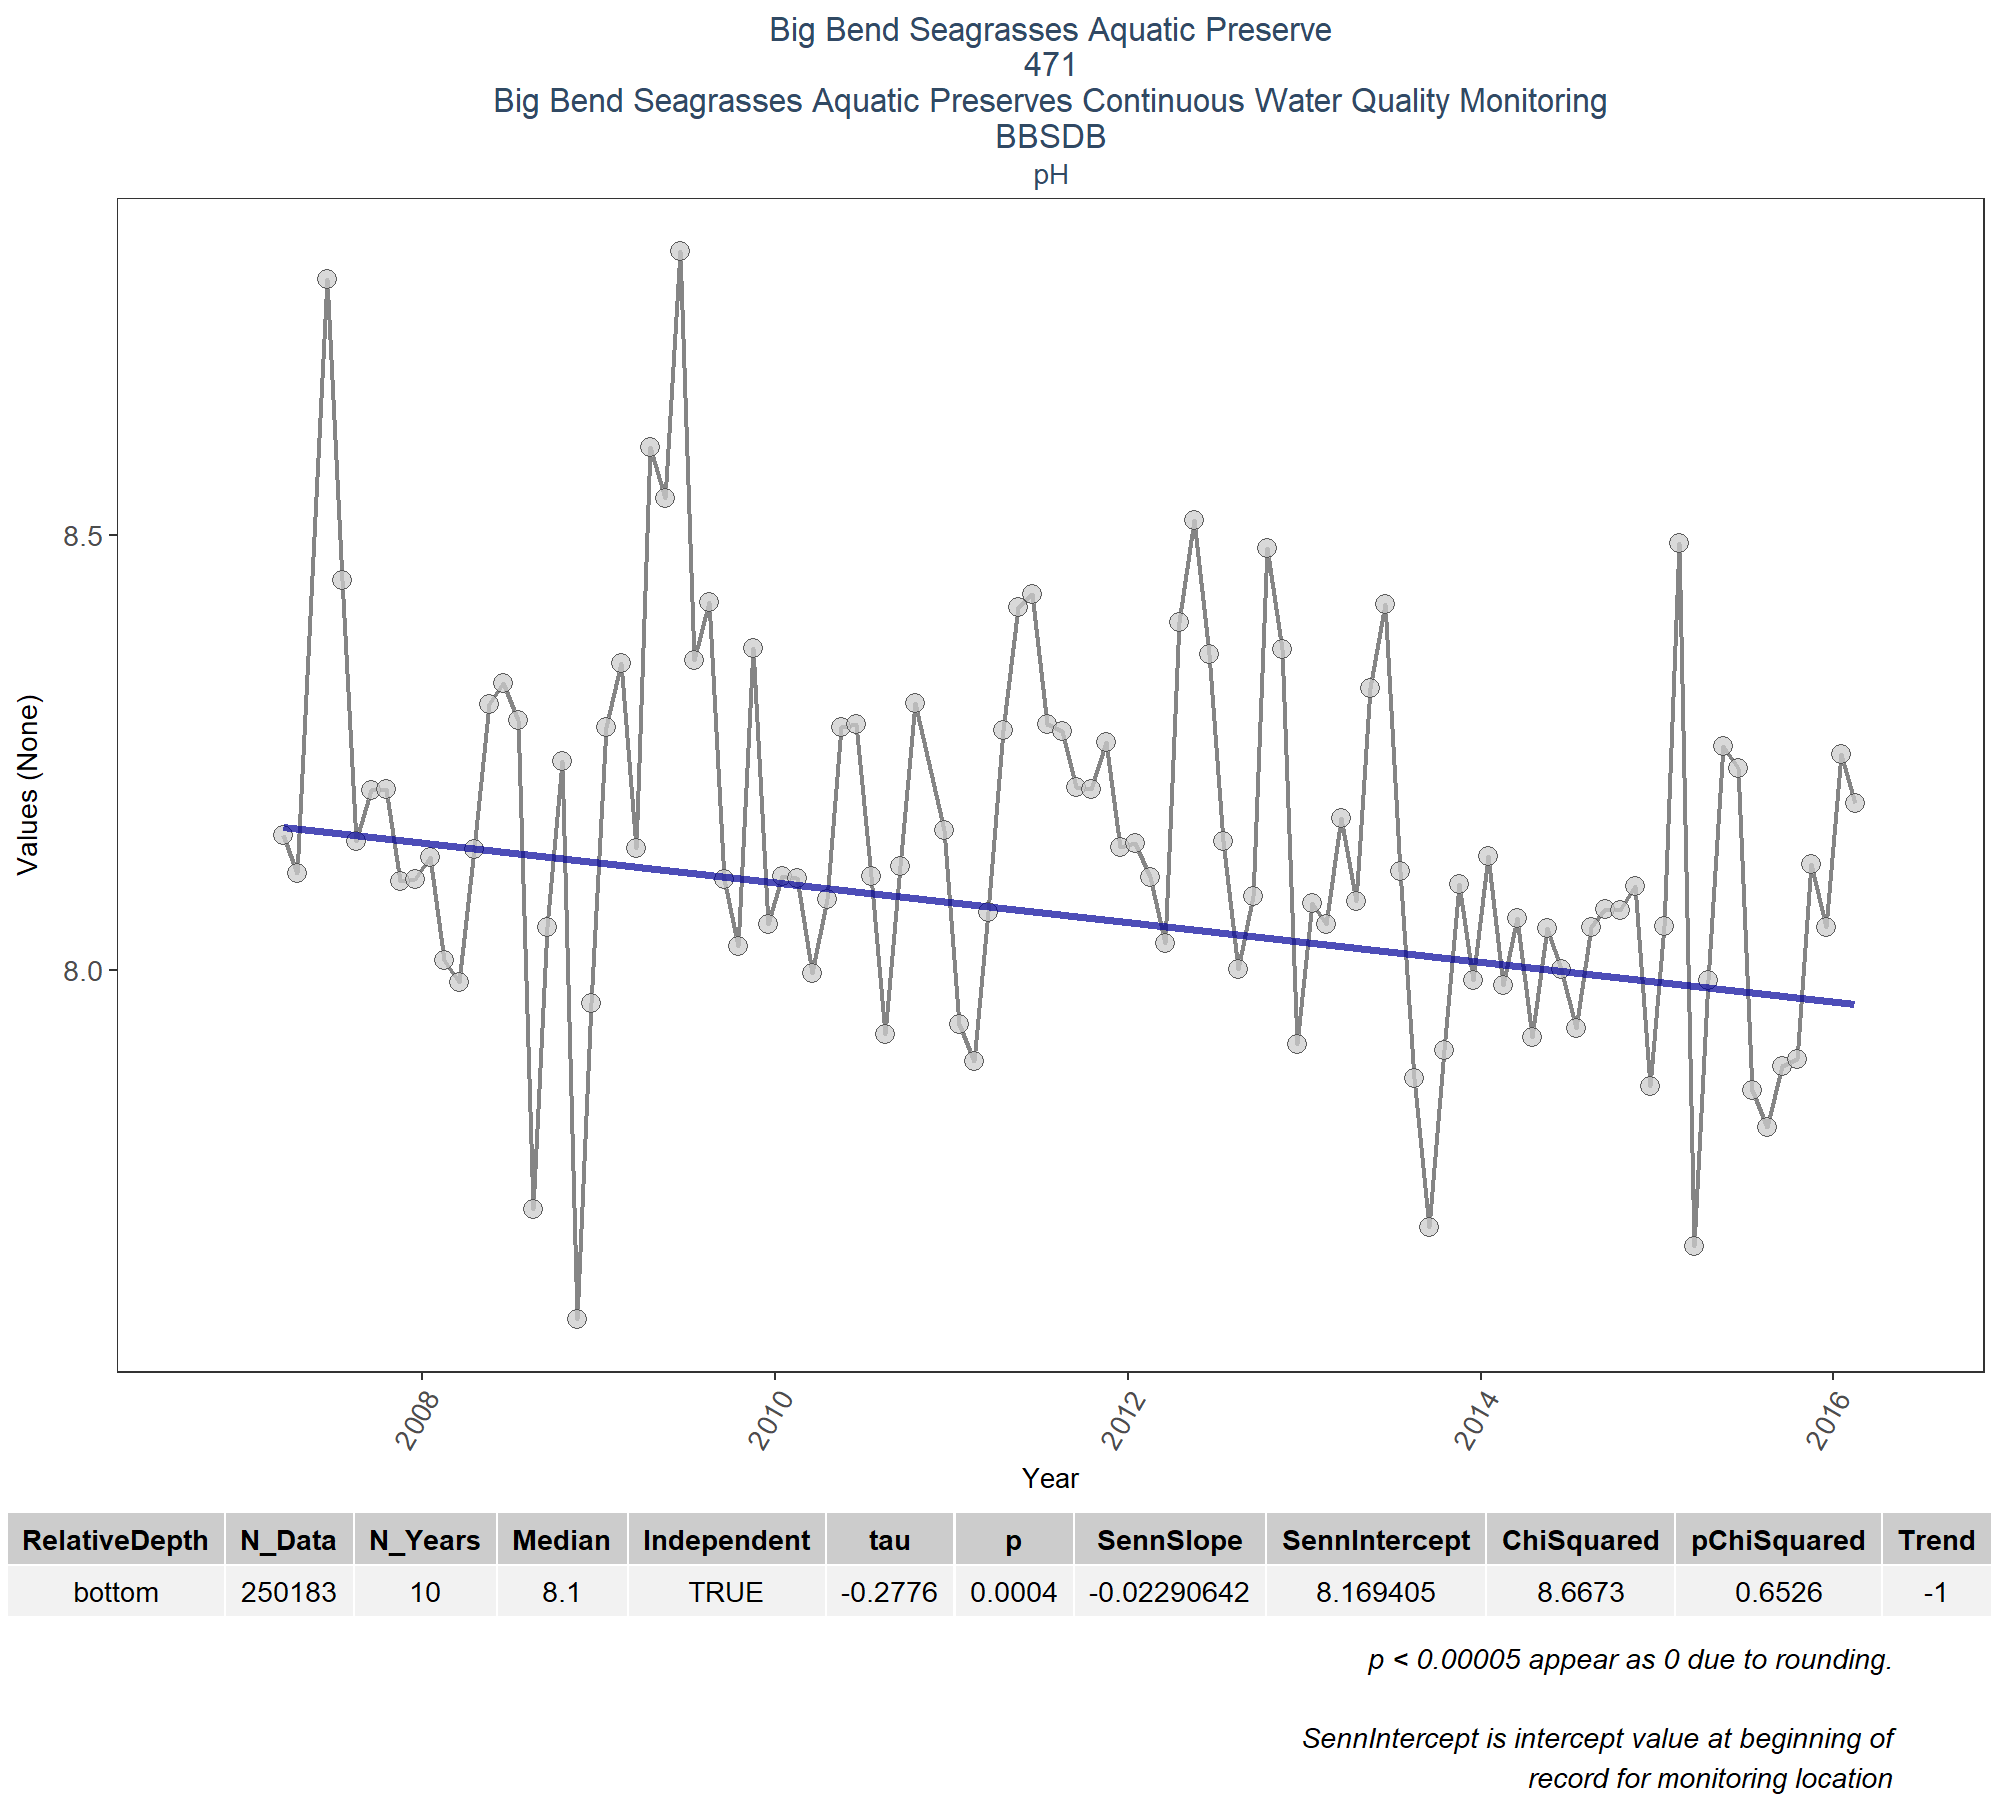 Big Bend Seagrasses Aquatic Preserve
471
Big Bend Seagrasses Aquatic Preserves Continuous Water Quality Monitoring
BBSDB
pH
Values (None)
8.5
8.0
2008
2010
2012
2014
2016
Year
RelativeDepth N_Data N_Years Median Independent tau p SennSlope SennIntercept ChiSquared pChiSquared Trend
bottom 250183 10 8.1 TRUE -0.2776 0.0004 -0.02290642 8.169405 8.6673 0.6526 -1
p < 0.00005 appear as 0 due to rounding.
SennIntercept is intercept value at beginning of
record for monitoring location